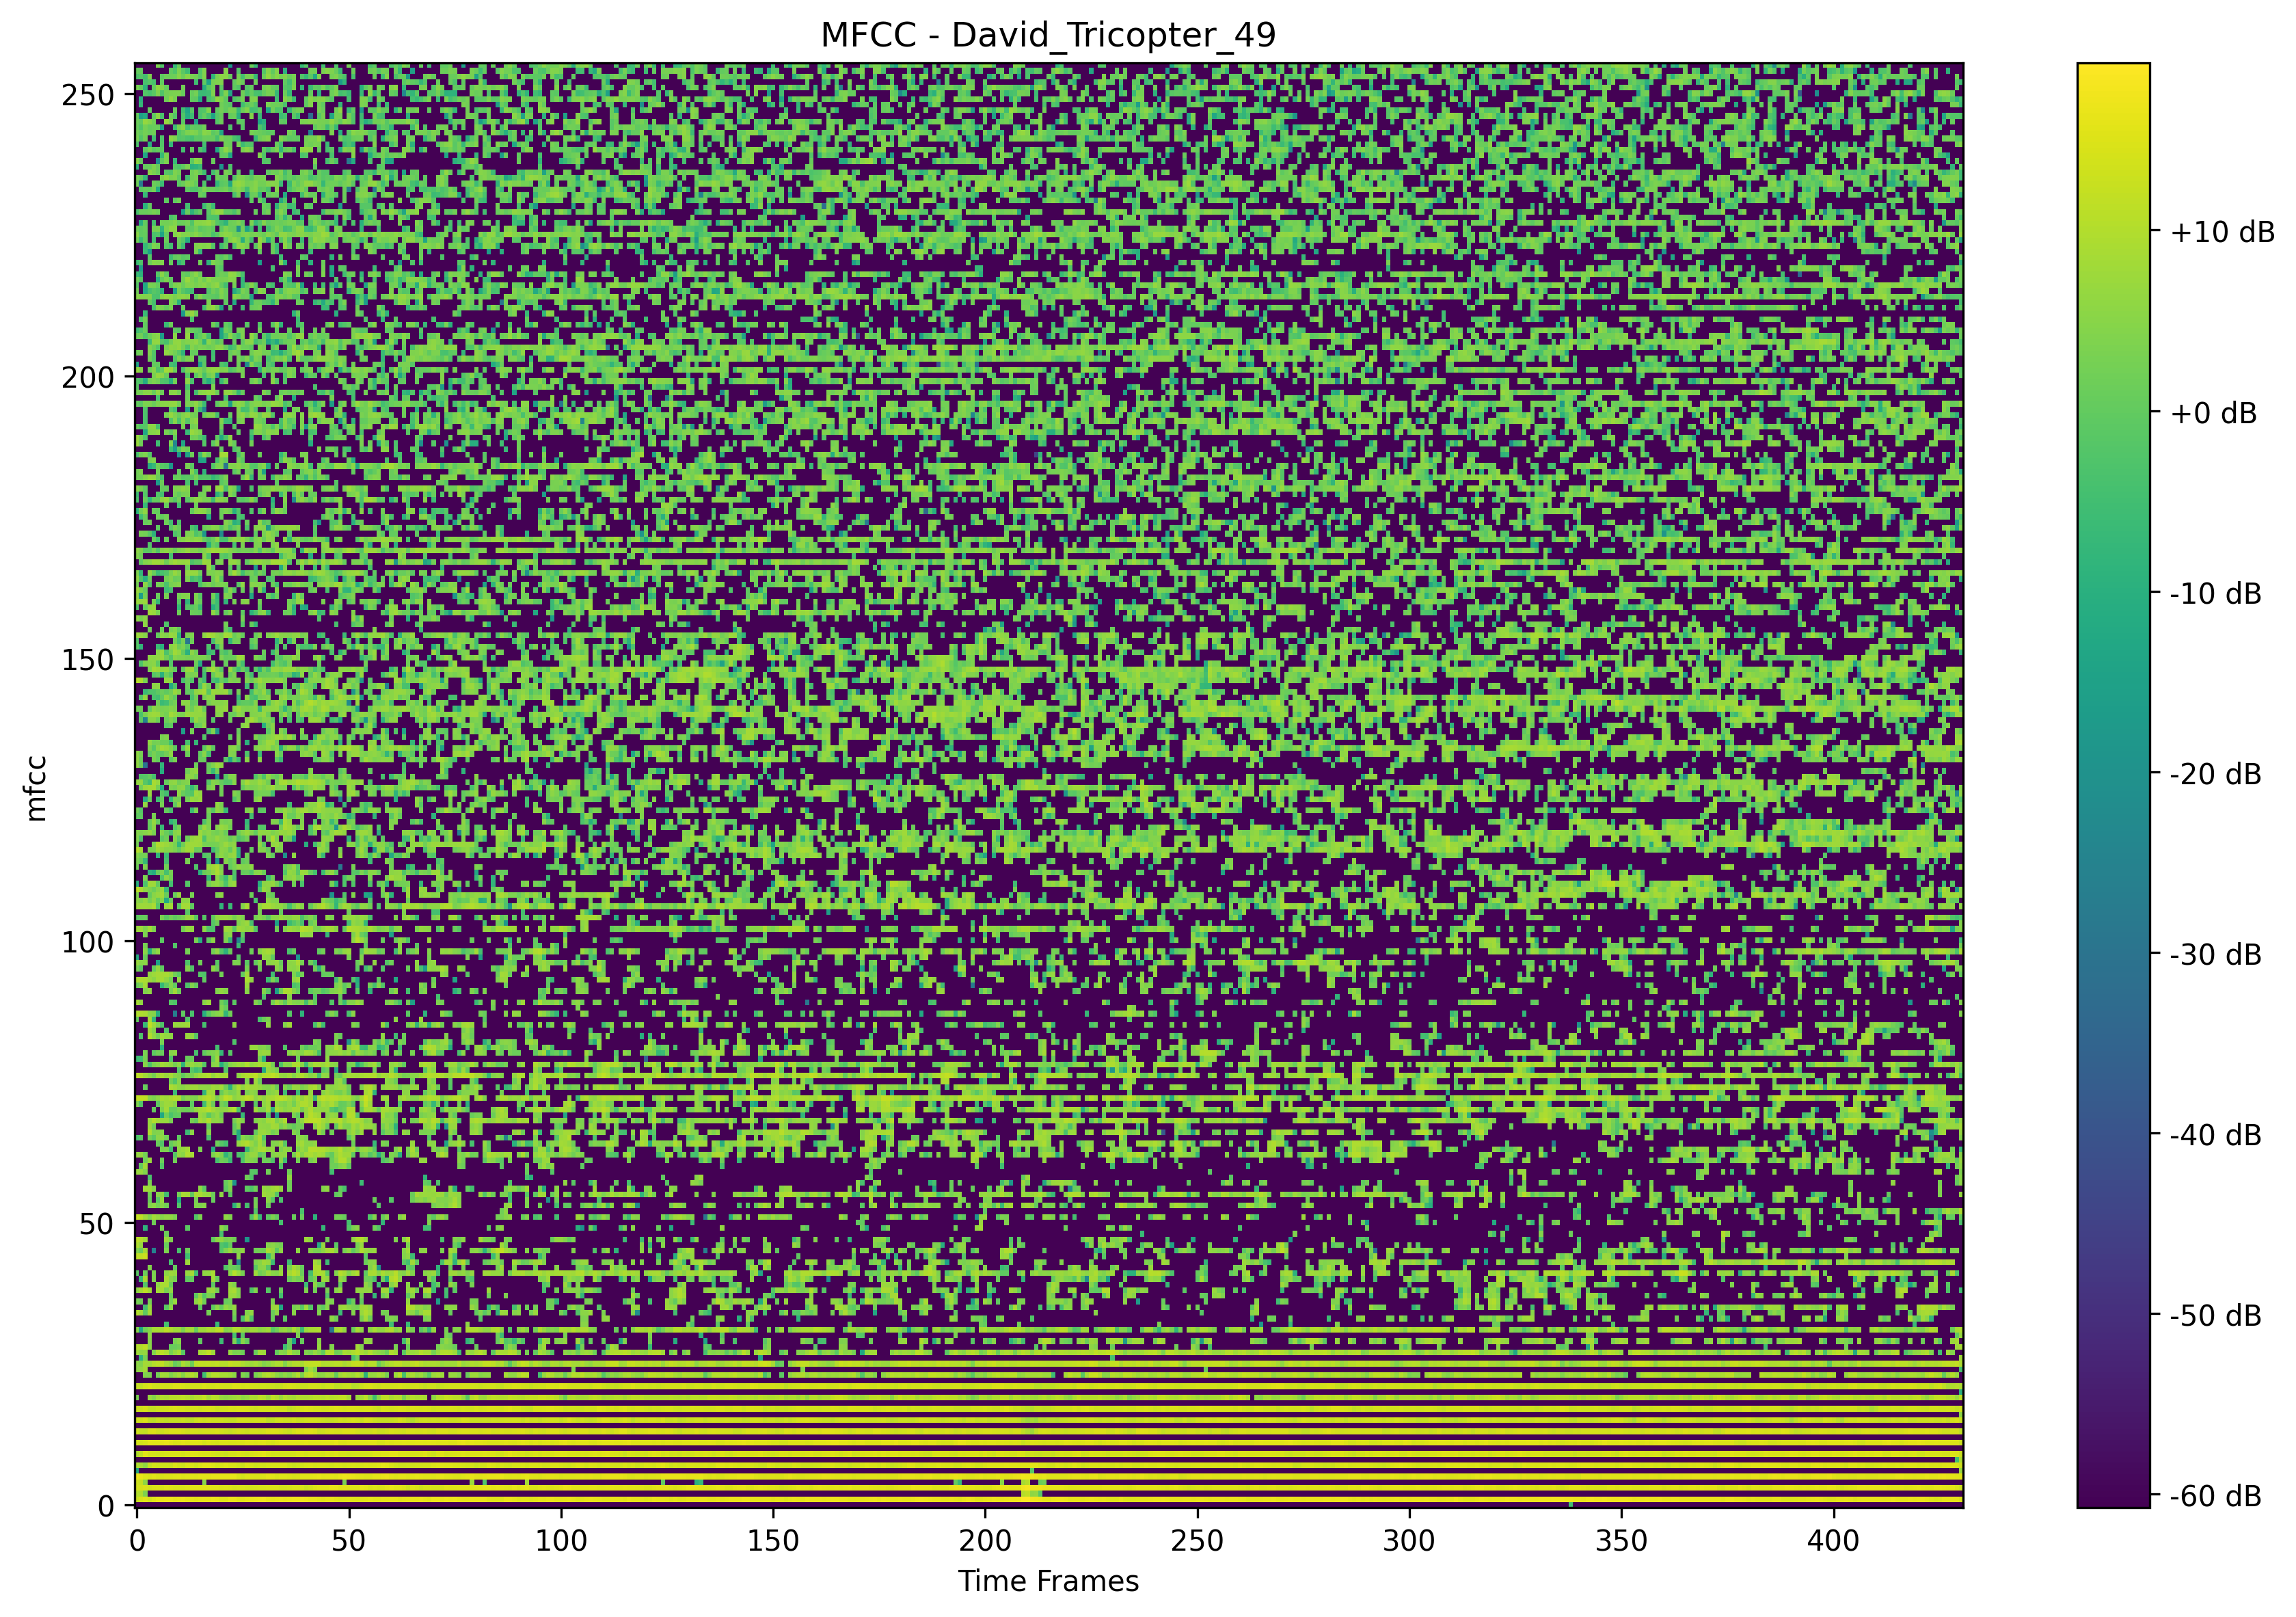 MFCC - David_Tricopter_49
mfcc
250
200
150
100
50
0
0 50 100 150 200 250 300 350 400
Time Frames
+10 dB
+0 dB
-10 dB
-20 dB
-30 dB
-40 dB
-50 dB
-60 dB